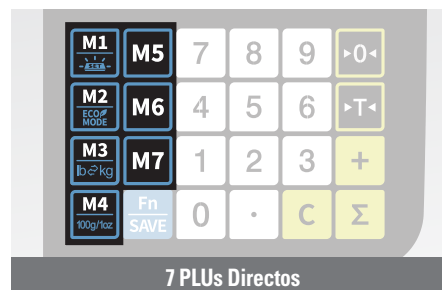 M1 M5 7 8 9 ▸0◂
SET
M2 M6 4 5 6 ▸T◂
ECO
MODE
M3 M7 1 2 3 +
lb kg
M4 Fn 0 . C Σ
100g/1oz SAVE
7 PLUs Directos